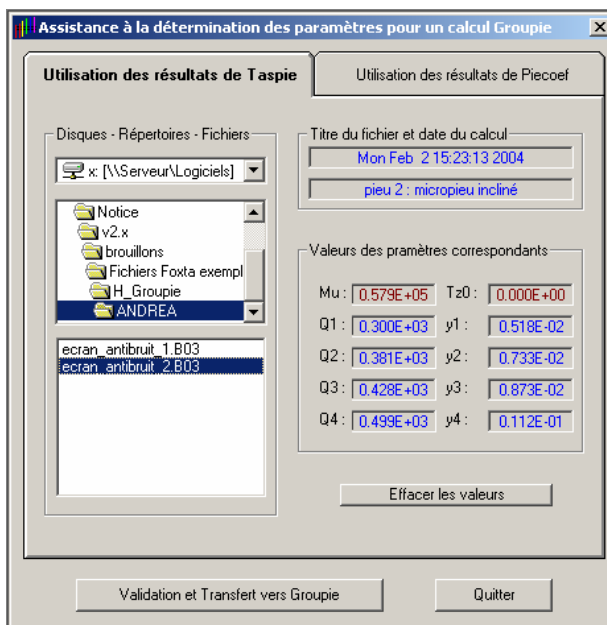 Assistance à la détermination des paramètres pour un calcul Groupie
Utilisation des résultats de Taspie
Utilisation des résultats de Piecoef
Disques - Répertoires - Fichiers
x: [\\Serveur\Logiciels]
Notice
v2.x
brouillons
Fichiers Foxta exempl
H_Groupie
ANDREA
ecran_antibruit_1.B03
ecran_antibruit_2.B03
Titre du fichier et date du calcul
Mon Feb 2 15:23:13 2004
pieu 2 : micropieu incliné
Valeurs des pramètres correspondants
Mu : 0.579E+05 Tz0 : 0.000E+00
Q1 : 0.300E+03 y1 : 0.518E-02
Q2 : 0.381E+03 y2 : 0.733E-02
Q3 : 0.428E+03 y3 : 0.873E-02
Q4 : 0.499E+03 y4 : 0.112E-01
Effacer les valeurs
Validation et Transfert vers Groupie
Quitter